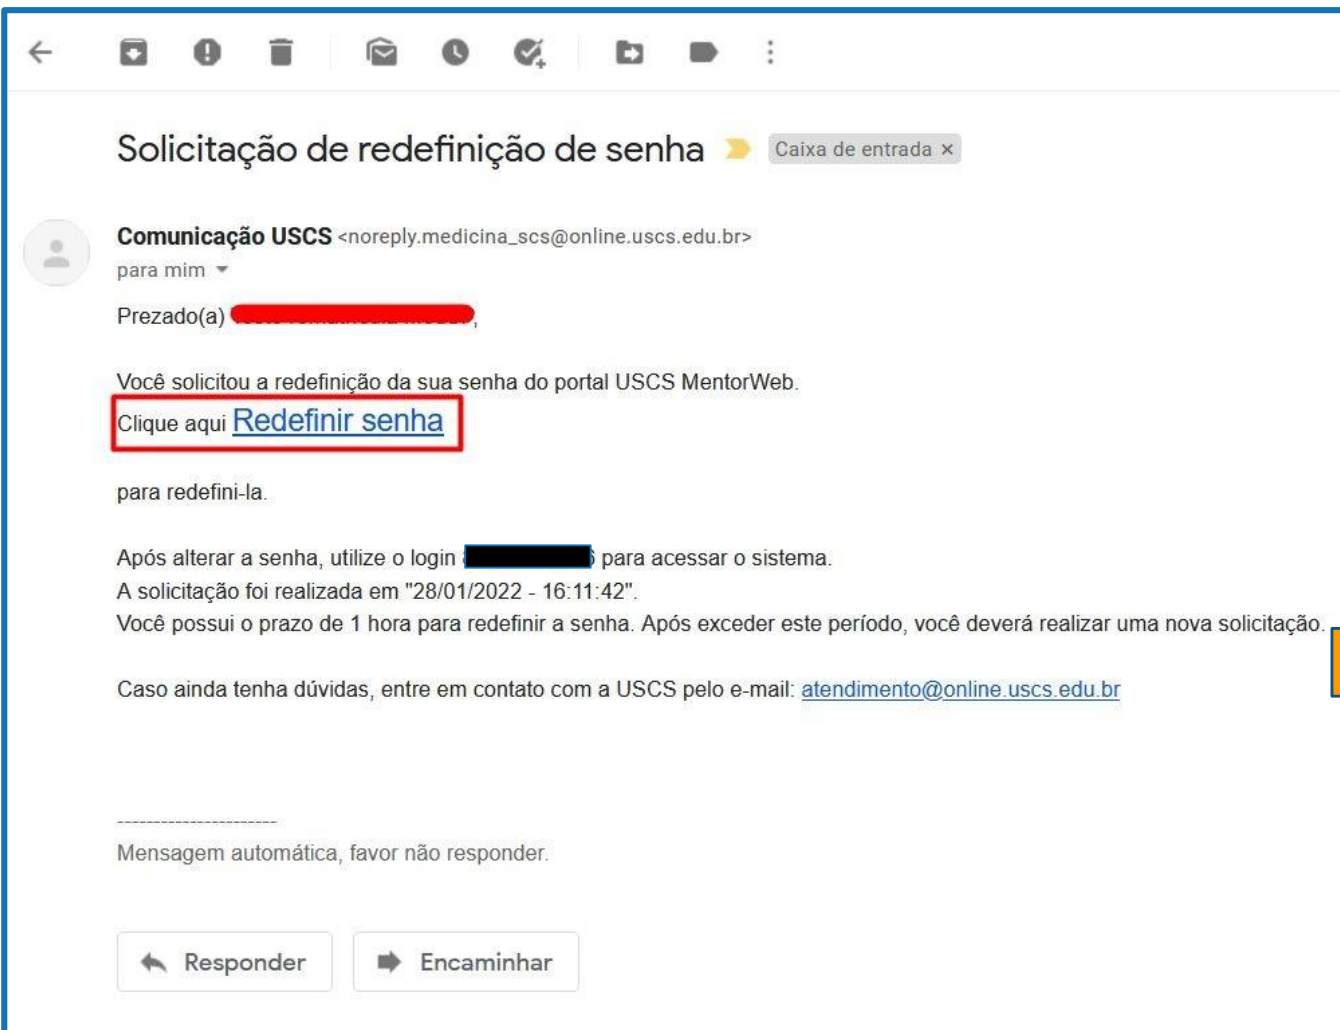 Solicitação de redefinição de senha Caixa de entrada ×
Comunicação USCS <noreply.medicina_scs@online.uscs.edu.br>
para mim
Prezado(a) ,
Você solicitou a redefinição da sua senha do portal USCS MentorWeb.
Clique aqui Redefinir senha
para redefini-la.
Após alterar a senha, utilize o login para acessar o sistema.
A solicitação foi realizada em "28/01/2022 - 16:11:42".
Você possui o prazo de 1 hora para redefinir a senha. Após exceder este período, você deverá realizar uma nova solicitação.
Caso ainda tenha dúvidas, entre em contato com a USCS pelo e-mail: atendimento@online.uscs.edu.br
-----------------------
Mensagem automática, favor não responder.
Responder Encaminhar